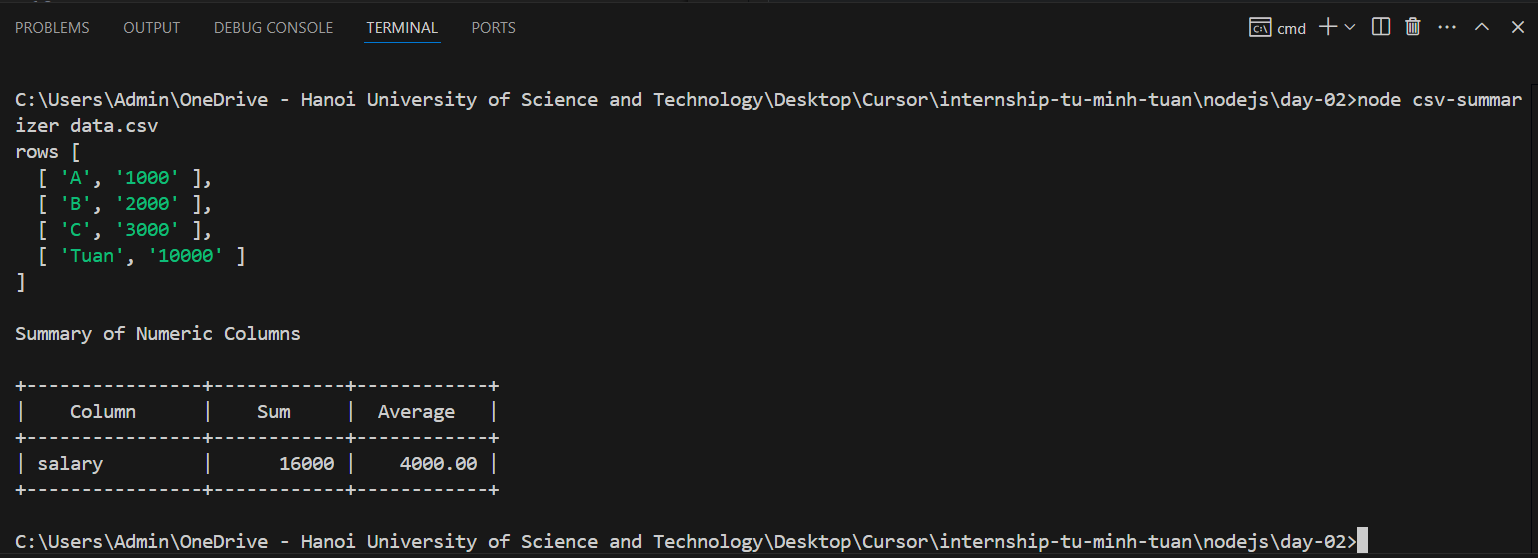 PROBLEMS OUTPUT DEBUG CONSOLE TERMINAL PORTS cmd
C:\Users\Admin\OneDrive - Hanoi University of Science and Technology\Desktop\Cursor\internship-tu-minh-tuan\nodejs\day-02>node csv-summar
izer data.csv
rows [
  [ 'A', '1000' ],
  [ 'B', '2000' ],
  [ 'C', '3000' ],
  [ 'Tuan', '10000' ]
]
Summary of Numeric Columns
+----------------+------------+------------+
|    Column      |    Sum     |  Average   |
+----------------+------------+------------+
| salary         |      16000 |    4000.00 |
+----------------+------------+------------+
C:\Users\Admin\OneDrive - Hanoi University of Science and Technology\Desktop\Cursor\internship-tu-minh-tuan\nodejs\day-02>